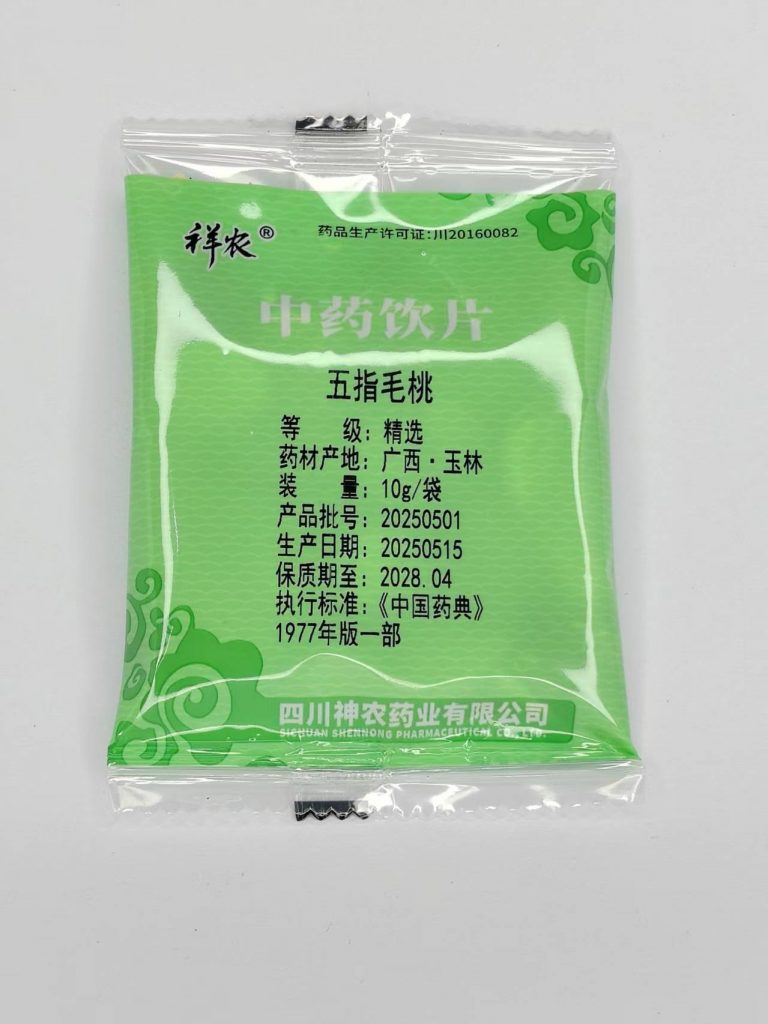 祥农®
药品生产许可证:川20160082
中药饮片
五指毛桃
等 级: 精选
药材产地: 广西·玉林
装 量: 10g/袋
产品批号: 20250501
生产日期: 20250515
保质期至: 2028.04
执行标准:《中国药典》
1977年版一部
四川神农药业有限公司
SICHUAN SHENNONG PHARMACEUTICAL CO., LTD.